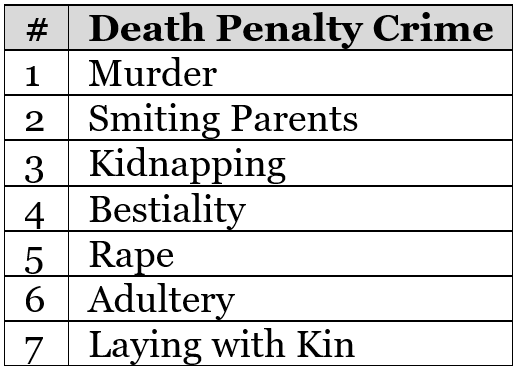 # Death Penalty Crime
1 Murder
2 Smiting Parents
3 Kidnapping
4 Bestiality
5 Rape
6 Adultery
7 Laying with Kin